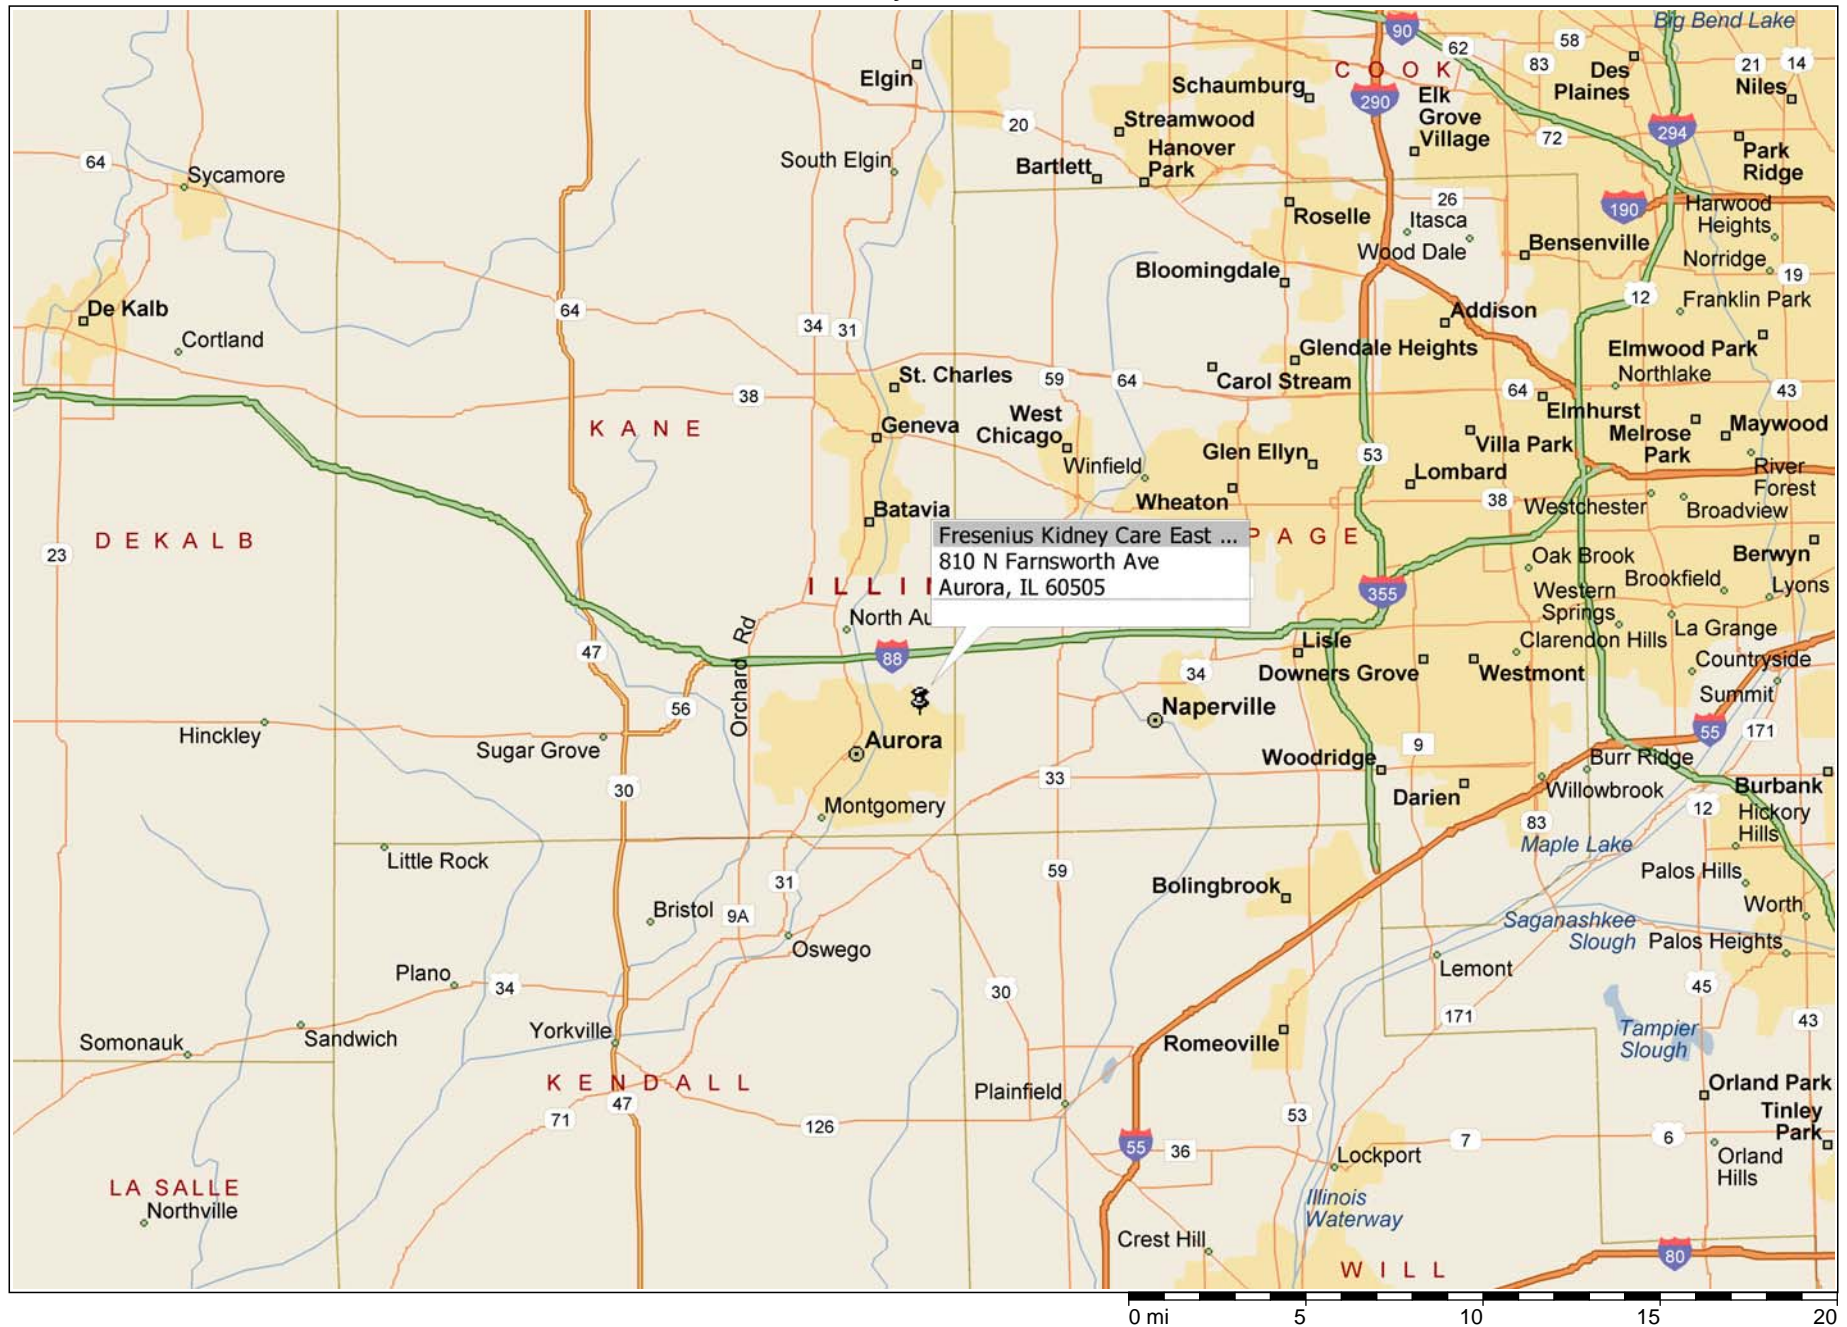 Big Bend Lake
90
62
58
83
21
14
Elgin
COOK
Des
Plaines
Niles
Schaumburg
290
Elk
Grove
Village
20
Streamwood
72
294
Hanover
Park
Park
Ridge
64
Sycamore
South Elgin
Bartlett
26
190
Harwood
Heights
Roselle
Itasca
Wood Dale
Bensenville
Norridge
19
Bloomingdale
12
Franklin Park
De Kalb
64
34
31
Addison
Cortland
Glendale Heights
Elmwood Park
St. Charles
59
64
Carol Stream
Northlake
64
43
38
Elmhurst
KANE
Geneva
West
Chicago
Villa Park
Melrose
Park
Maywood
Winfield
Glen Ellyn
53
Lombard
River
Forest
Wheaton
38
Westchester
Broadview
Batavia
DEKALB
23
Fresenius Kidney Care East ...
810 N Farnsworth Ave
Aurora, IL 60505
PAGE
Oak Brook
Berwyn
ILLI
355
Western
Springs
Brookfield
Lyons
North Au
Orchard Rd
88
47
Lisle
Clarendon Hills
La Grange
34
Downers Grove
Westmont
Countryside
56
Summit
Naperville
55
171
Hinckley
Sugar Grove
Aurora
9
Woodridge
Burr Ridge
30
33
Darien
Willowbrook
Burbank
Montgomery
83
12
Hickory
Hills
Maple Lake
Little Rock
59
31
Bolingbrook
Palos Hills
Bristol
9A
Worth
Saganashkee
Slough
Palos Heights
Oswego
Lemont
Plano
34
30
45
171
43
Somonauk
Sandwich
Yorkville
Romeoville
Tampier
Slough
KENDALL
Plainfield
Orland Park
47
71
126
53
Tinley
Park
55
36
7
6
Lockport
Orland
Hills
LA SALLE
Northville
Illinois
Waterway
Crest Hill
80
WILL
0 mi
5
10
15
20